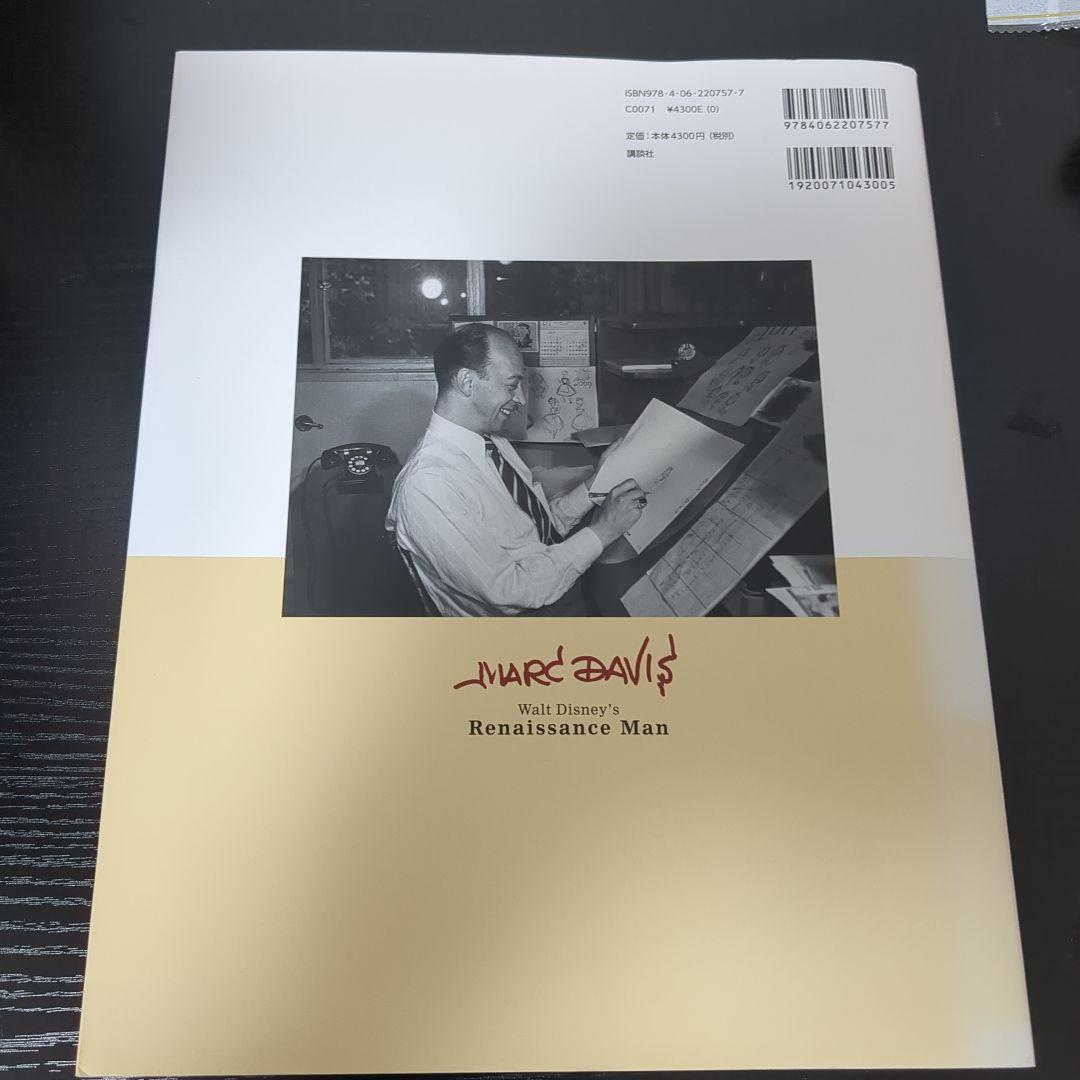 ISBN978-4-06-220757-7
C0071 ¥4300E (0)
定価：本体4300円（税別）
講談社
9784062207577
1920071043005
MARC DAVIS
Walt Disney's
Renaissance Man